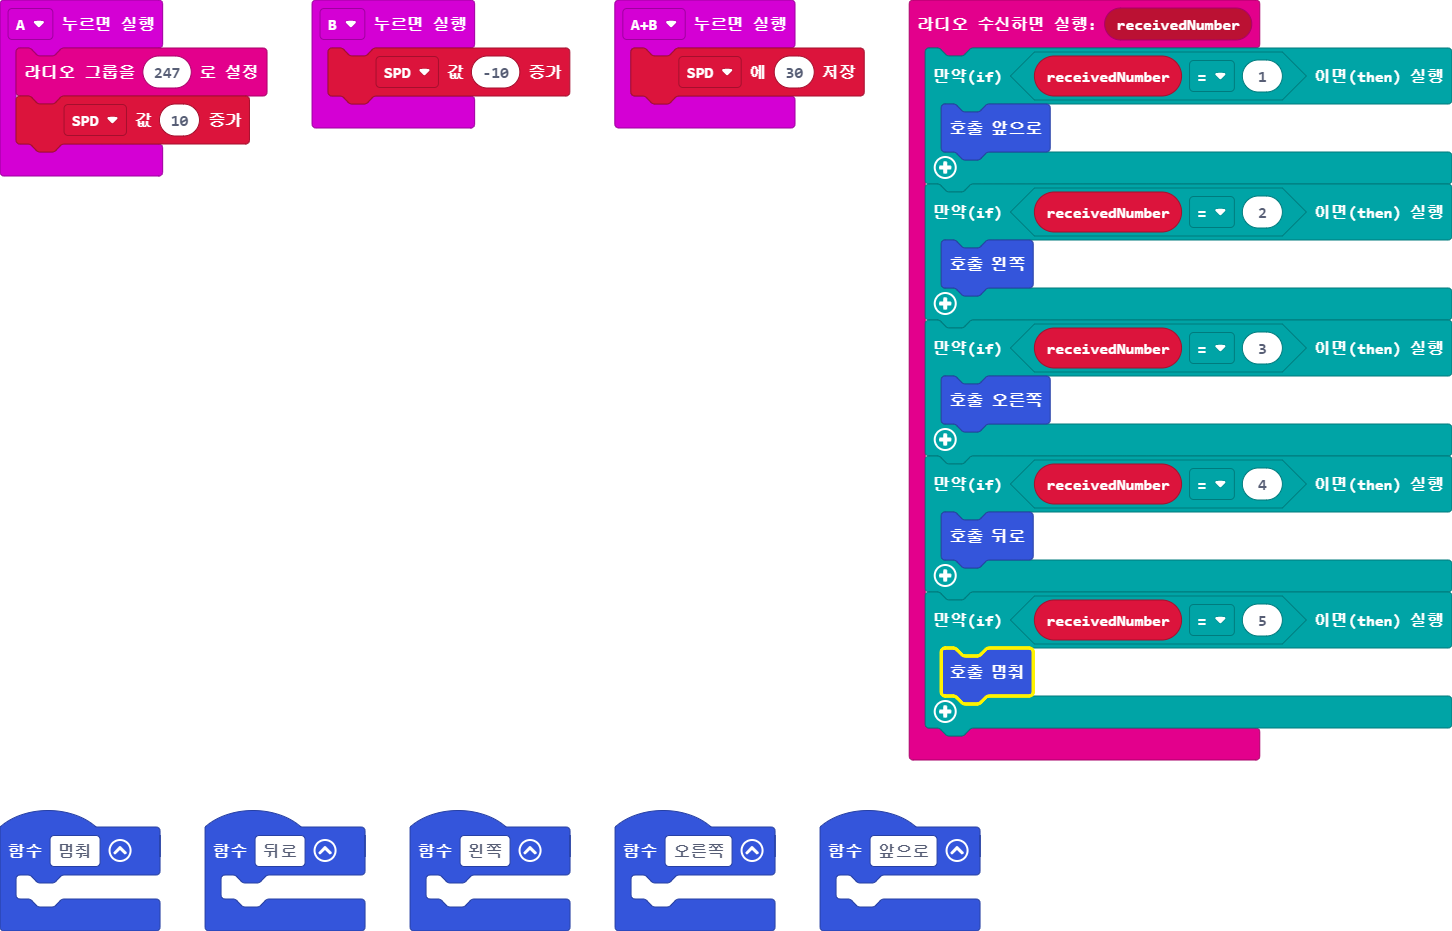 A 누르면 실행
라디오 그룹을 247 로 설정
SPD 값 10 증가
B 누르면 실행
SPD 값 -10 증가
A+B 누르면 실행
SPD 에 30 저장
라디오 수신하면 실행: receivedNumber
만약(if) receivedNumber = 1 이면(then) 실행
호출 앞으로
만약(if) receivedNumber = 2 이면(then) 실행
호출 왼쪽
만약(if) receivedNumber = 3 이면(then) 실행
호출 오른쪽
만약(if) receivedNumber = 4 이면(then) 실행
호출 뒤로
만약(if) receivedNumber = 5 이면(then) 실행
호출 멈춰
함수 멈춰
함수 뒤로
함수 왼쪽
함수 오른쪽
함수 앞으로